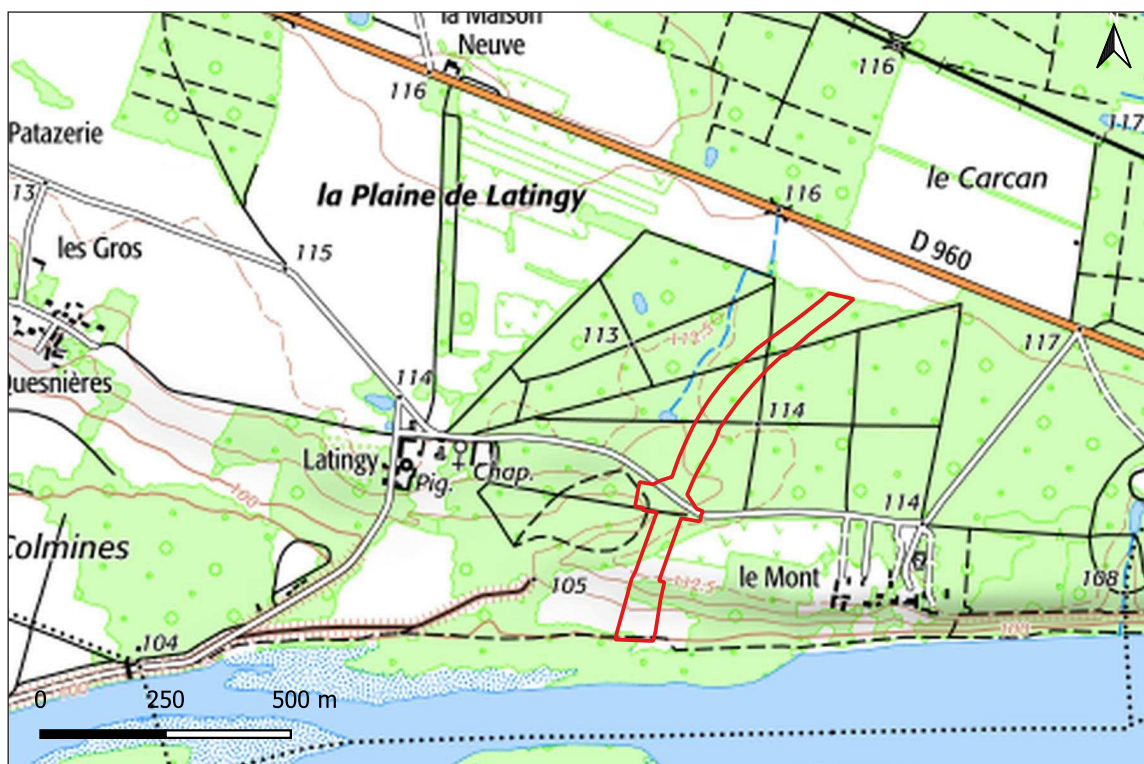 la Maison
Neuve
116
116
117
Patazerie
13
la Plaine de Latingy
116
le Carcan
les Gros
115
D 960
113
112.5
117
Quesnières
114
114
Latingy
Chap.
Pig.
100
114
Colmines
105
112.5
le Mont
108
100
104
100
0 250 500 m